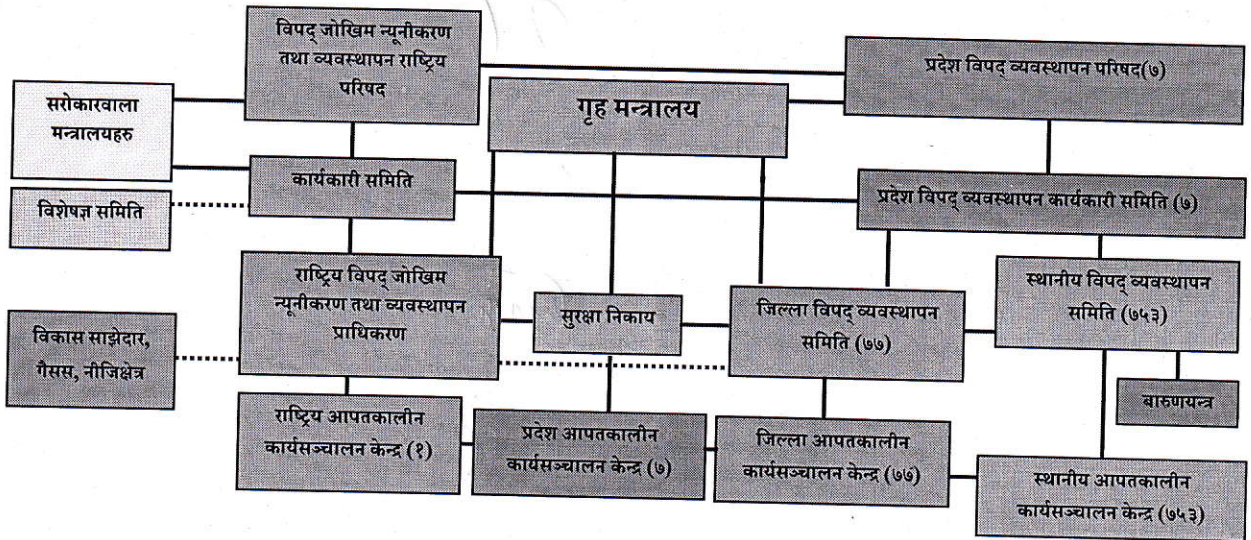 विपद् जोखिम न्यूनीकरण
तथा व्यवस्थापन राष्ट्रिय
परिषद
प्रदेश विपद् व्यवस्थापन परिषद(७)
सरोकारवाला
मन्त्रालयहरु
गृह मन्त्रालय
कार्यकारी समिति
प्रदेश विपद् व्यवस्थापन कार्यकारी समिति (७)
विशेषज्ञ समिति
राष्ट्रिय विपद् जोखिम
न्यूनीकरण तथा व्यवस्थापन
प्राधिकरण
सुरक्षा निकाय
जिल्ला विपद् व्यवस्थापन
समिति (७७)
स्थानीय विपद् व्यवस्थापन
समिति (७५३)
विकास साझेदार,
गैसस, नीजिक्षेत्र
बारुणयन्त्र
राष्ट्रिय आपतकालीन
कार्यसञ्चालन केन्द्र (१)
प्रदेश आपतकालीन
कार्यसञ्चालन केन्द्र (७)
जिल्ला आपतकालीन
कार्यसञ्चालन केन्द्र (७७)
स्थानीय आपतकालीन
कार्यसञ्चालन केन्द्र (७५३)